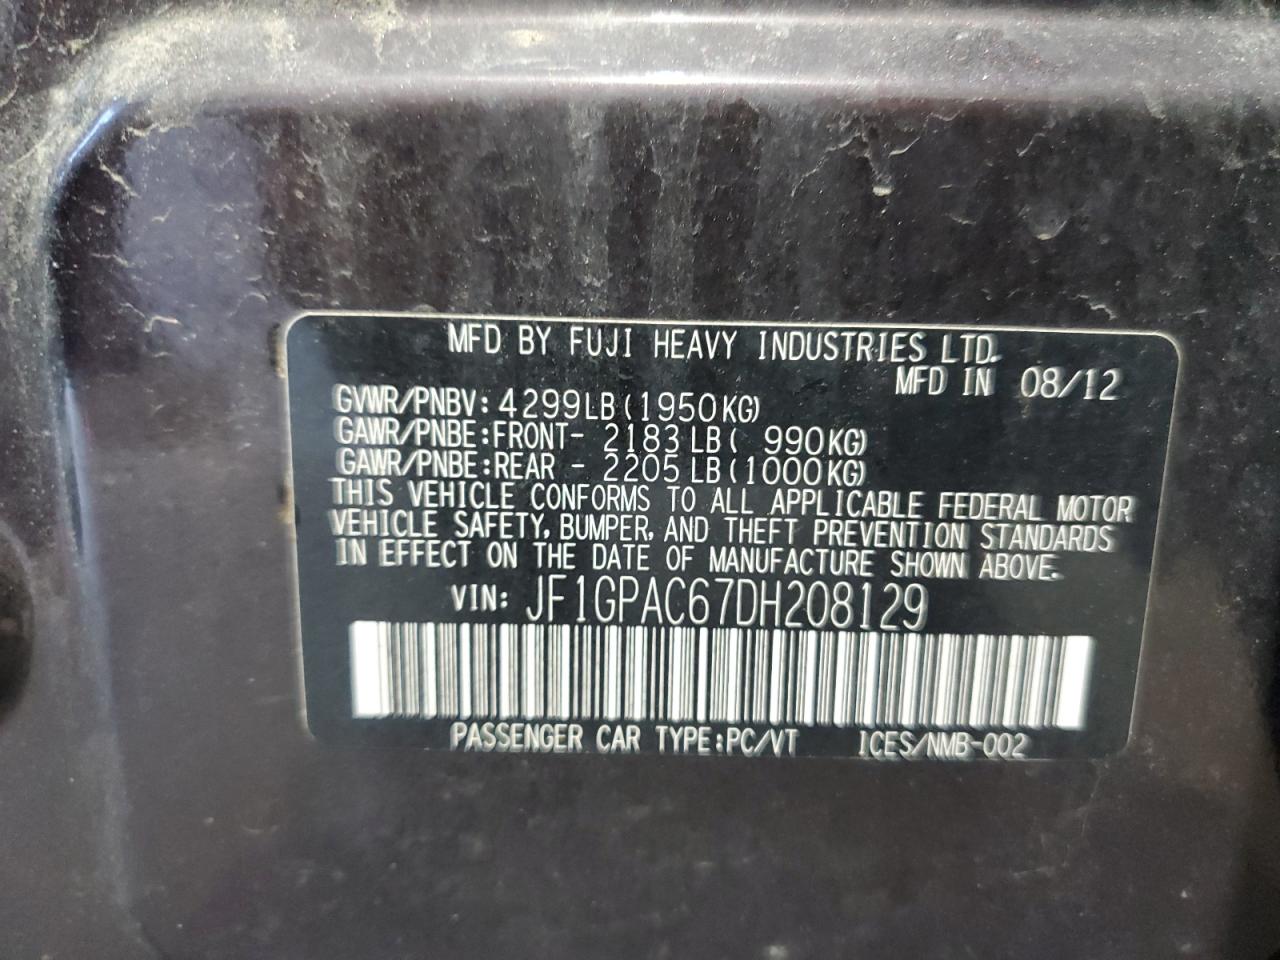 MFD BY FUJI HEAVY INDUSTRIES LTD.
MFD IN 08/12
GVWR/PNBV: 4299LB(1950KG)
GAWR/PNBE:FRONT- 2183LB( 990KG)
GAWR/PNBE:REAR - 2205LB(1000KG)
THIS VEHICLE CONFORMS TO ALL APPLICABLE FEDERAL MOTOR
VEHICLE SAFETY, BUMPER, AND THEFT PREVENTION STANDARDS
IN EFFECT ON THE DATE OF MANUFACTURE SHOWN ABOVE.
VIN: JF1GPAC67DH208129
PASSENGER CAR TYPE:PC/VT ICES/NMB-002